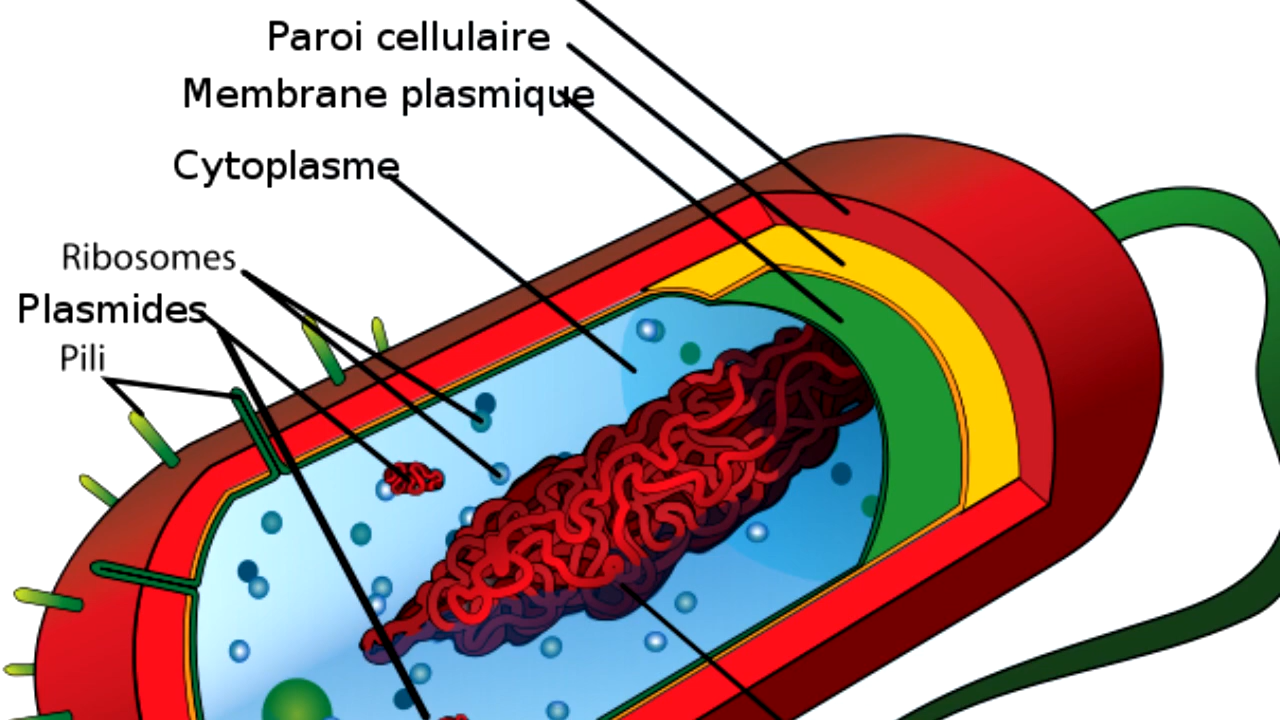 Paroi cellulaire
Membrane plasmique
Cytoplasme
Ribosomes
Plasmides
Pili